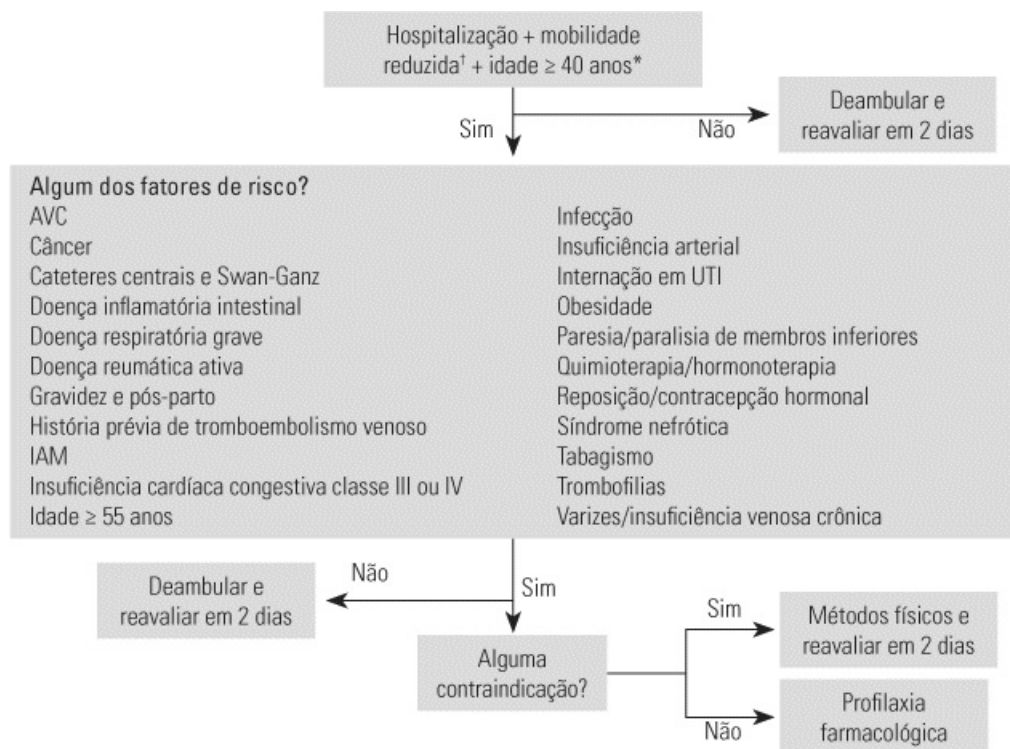 Hospitalização + mobilidade
reduzida† + idade ≥ 40 anos*
Sim
Não
Deambular e
reavaliar em 2 dias
Algum dos fatores de risco?
AVC
Câncer
Cateteres centrais e Swan-Ganz
Doença inflamatória intestinal
Doença respiratória grave
Doença reumática ativa
Gravidez e pós-parto
História prévia de tromboembolismo venoso
IAM
Insuficiência cardíaca congestiva classe III ou IV
Idade ≥ 55 anos
Infecção
Insuficiência arterial
Internação em UTI
Obesidade
Paresia/paralisia de membros inferiores
Quimioterapia/hormonoterapia
Reposição/contracepção hormonal
Síndrome nefrótica
Tabagismo
Trombofilias
Varizes/insuficiência venosa crônica
Deambular e
reavaliar em 2 dias
Não
Sim
Alguma
contraindicação?
Sim
Métodos físicos e
reavaliar em 2 dias
Não
Profilaxia
farmacológica